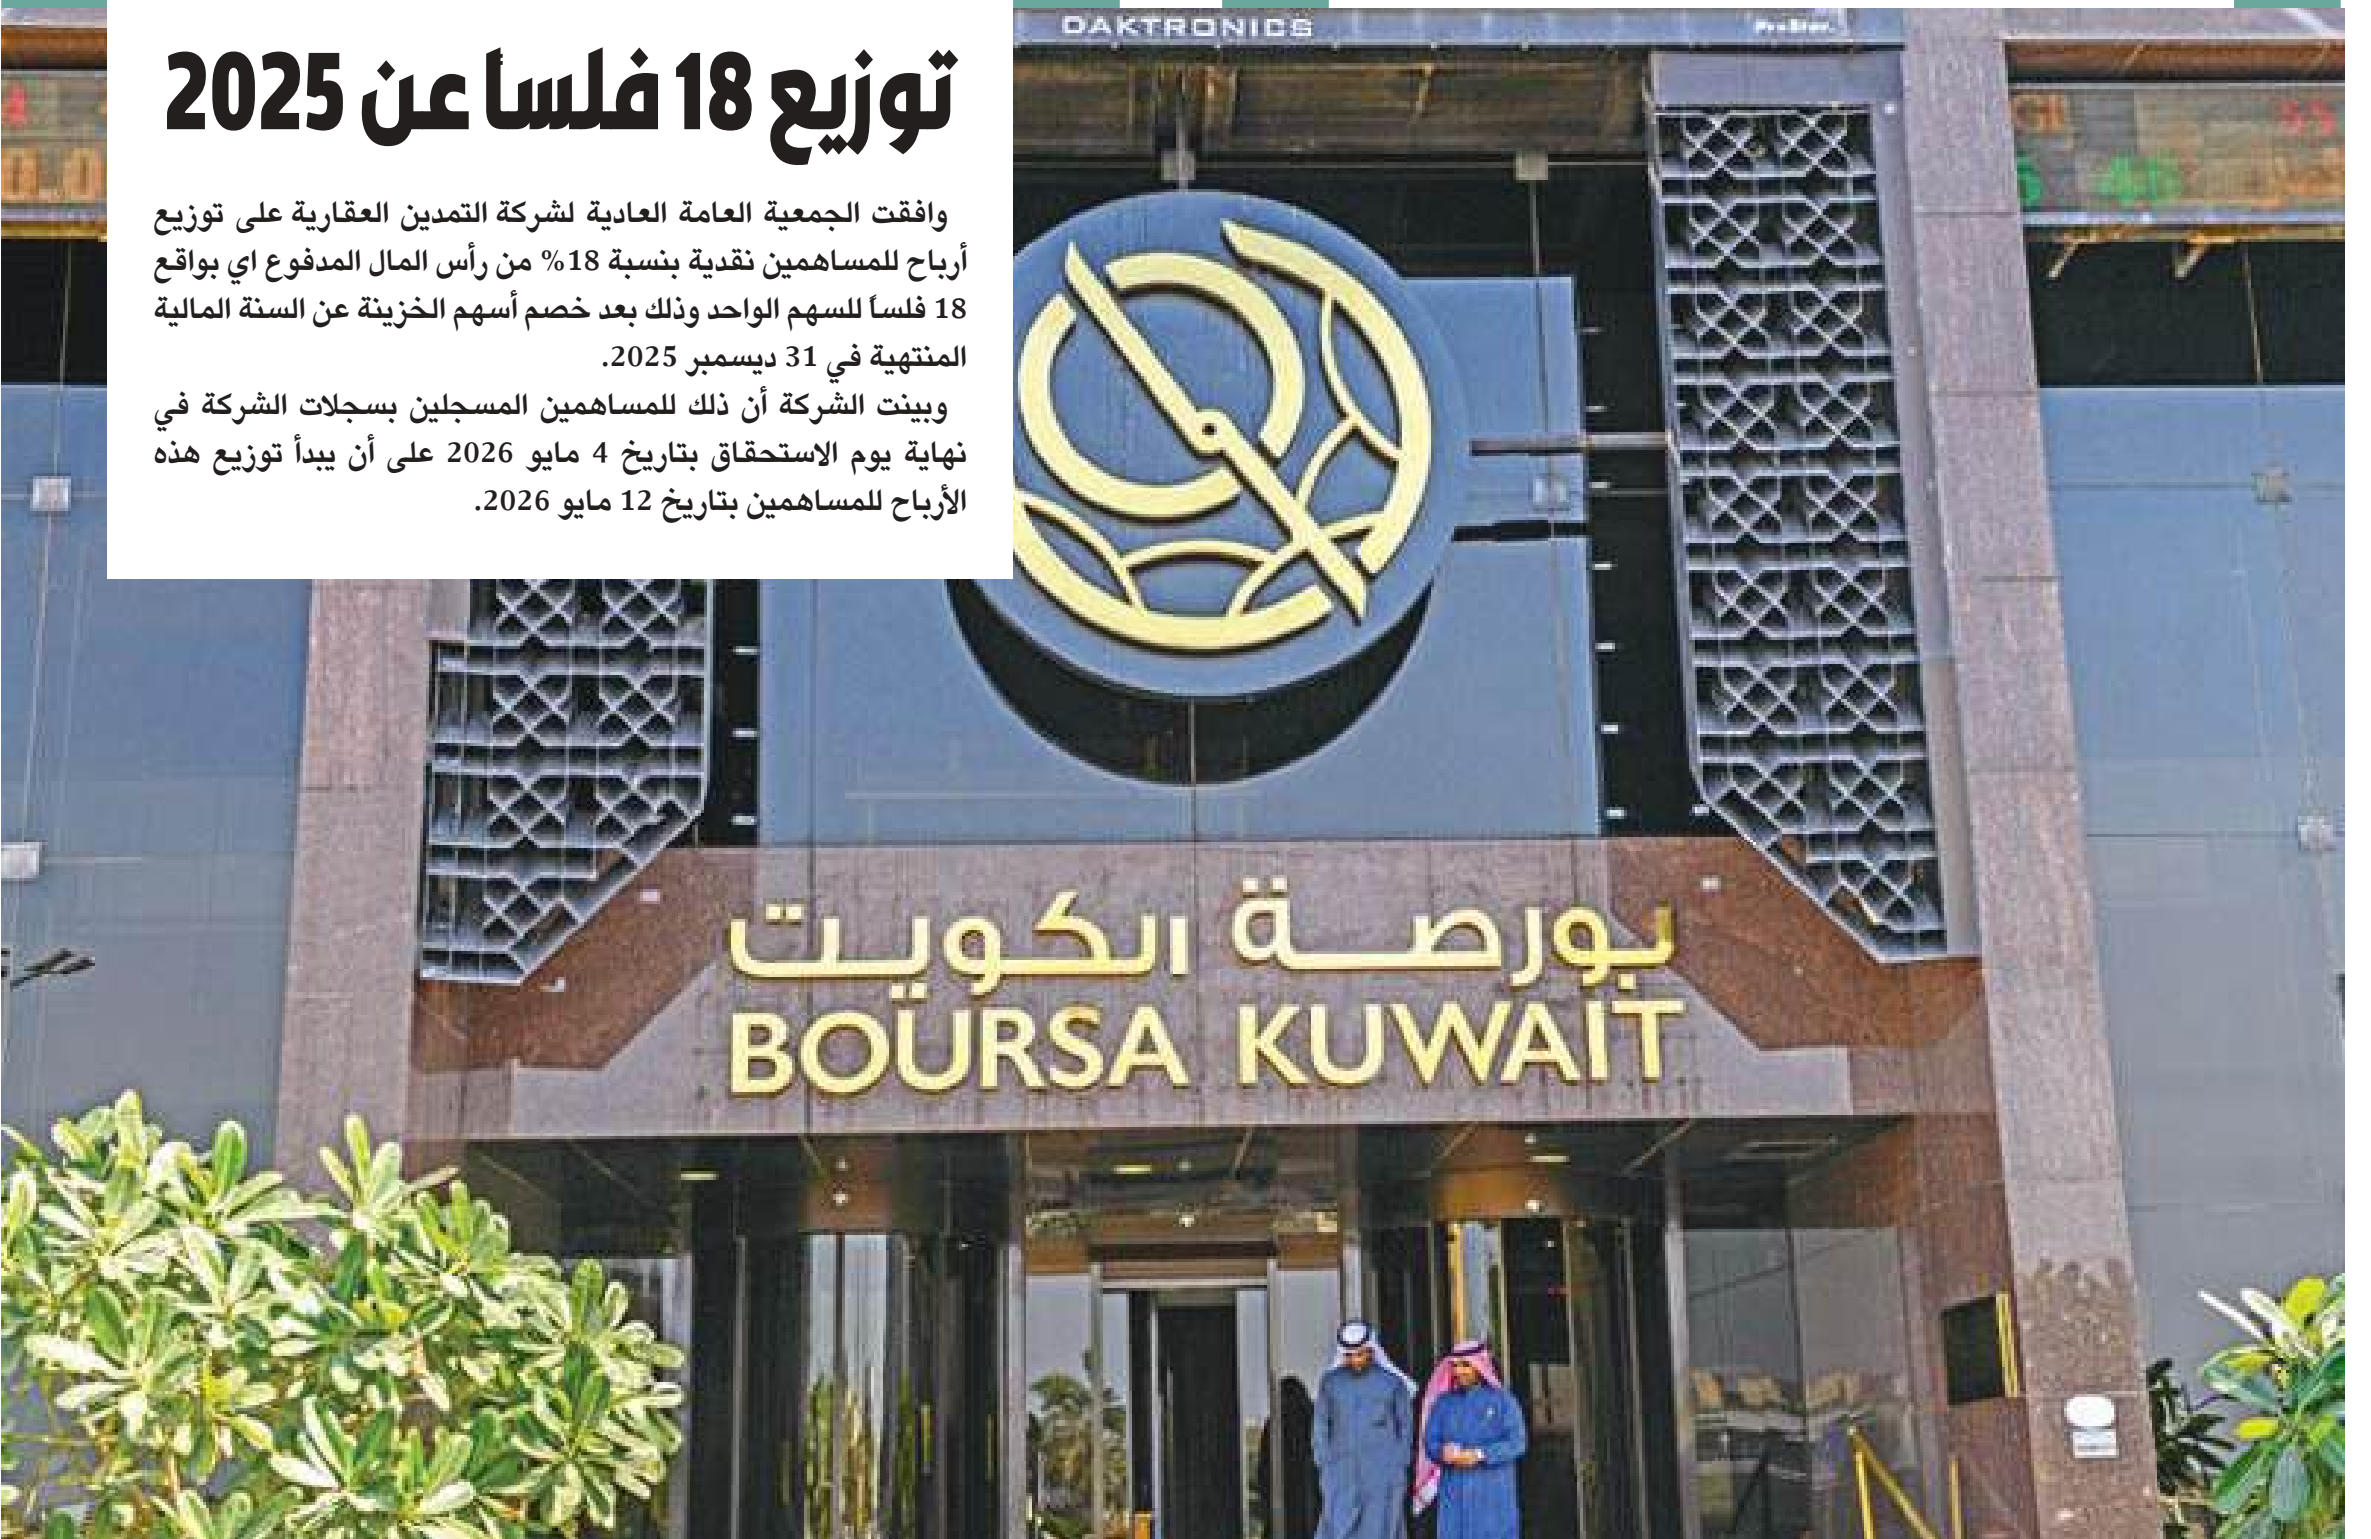 توزيع 18 فلساً عن 2025
وافقت الجمعية العامة العادية لشركة التمدين العقارية على توزيع
أرباح للمساهمين نقدية بنسبة 18% من رأس المال المدفوع اي بواقع
18 فلساً للسهم الواحد وذلك بعد خصم أسهم الخزينة عن السنة المالية
المنتهية في 31 ديسمبر 2025.
وبينت الشركة أن ذلك للمساهمين المسجلين بسجلات الشركة في
نهاية يوم الاستحقاق بتاريخ 4 مايو 2026 على أن يبدأ توزيع هذه
الأرباح للمساهمين بتاريخ 12 مايو 2026.
DAKTRONICS
ProStar
بورصة الكويت
BOURSA KUWAIT